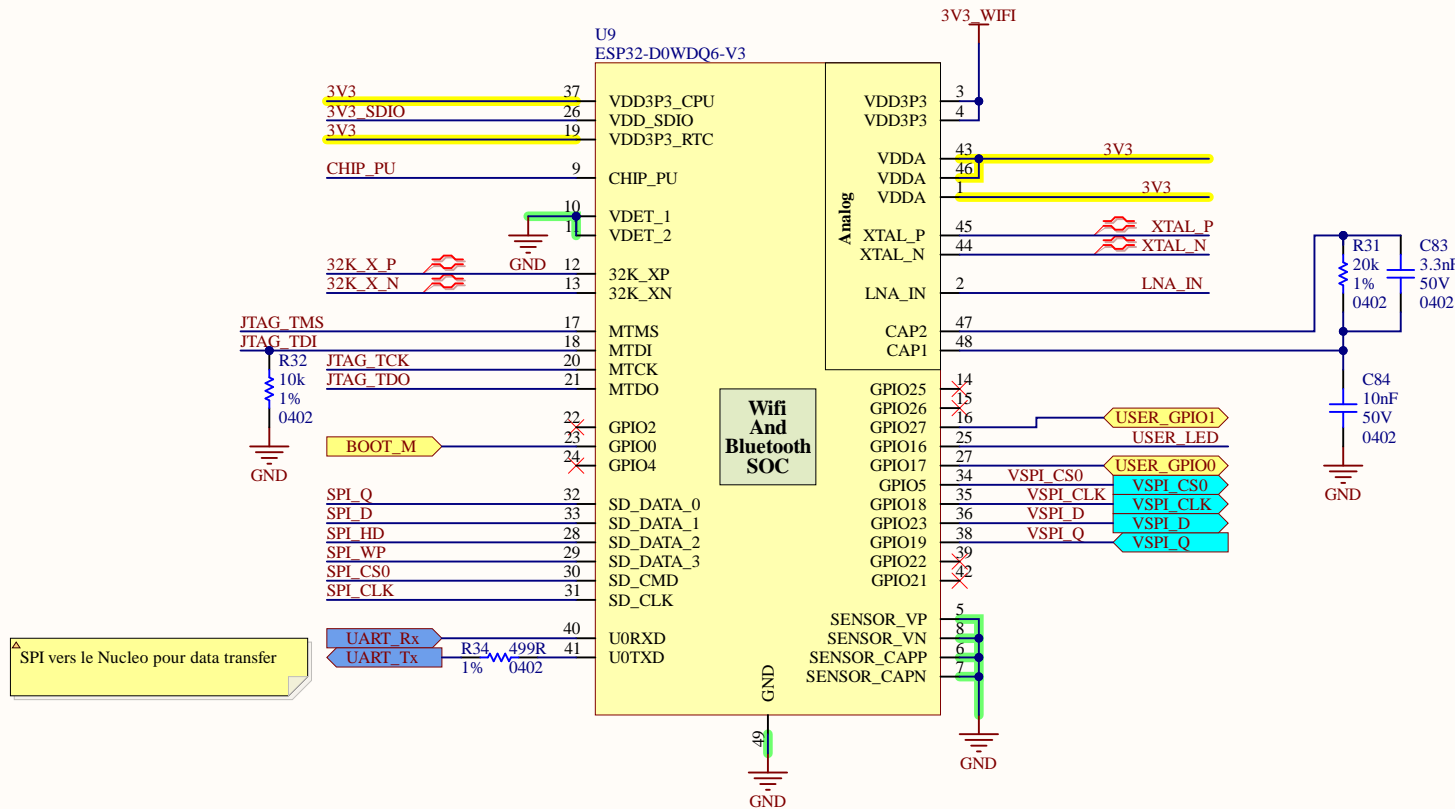 3V3_WIFI
U9
ESP32-D0WDQ6-V3
3V3
37
VDD3P3_CPU
VDD3P3
3
3V3_SDIO
26
VDD_SDIO
VDD3P3
4
3V3
19
VDD3P3_RTC
VDDA
43
3V3
CHIP_PU
9
CHIP_PU
VDDA
46
VDDA
1
3V3
10
VDET_1
11
VDET_2
GND
Analog
XTAL_P
45
XTAL_P
XTAL_N
44
XTAL_N
32K_X_P
12
32K_XP
32K_X_N
13
32K_XN
LNA_IN
2
LNA_IN
R31
20k
1%
0402
C83
3.3nF
50V
0402
JTAG_TMS
17
MTMS
CAP2
47
JTAG_TDI
18
MTDI
CAP1
48
JTAG_TCK
20
MTCK
JTAG_TDO
21
MTDO
R32
10k
1%
0402
GND
C84
10nF
50V
0402
GND
Wifi
And
Bluetooth
SOC
GPIO25
14
GPIO26
15
22
GPIO2
GPIO27
16
USER_GPIO1
BOOT_M
23
GPIO0
GPIO16
25
USER_LED
24
GPIO4
GPIO17
27
USER_GPIO0
GPIO5
34
VSPI_CS0
VSPI_CS0
SPI_Q
32
SD_DATA_0
GPIO18
35
VSPI_CLK
VSPI_CLK
SPI_D
33
SD_DATA_1
GPIO23
36
VSPI_D
VSPI_D
SPI_HD
28
SD_DATA_2
GPIO19
38
VSPI_Q
VSPI_Q
SPI_WP
29
SD_DATA_3
GPIO22
39
SPI_CS0
30
SD_CMD
GPIO21
42
SPI_CLK
31
SD_CLK
SENSOR_VP
5
UART_Rx
40
U0RXD
SENSOR_VN
8
UART_Tx
R34
499R
1%
0402
41
U0TXD
SENSOR_CAPP
6
SENSOR_CAPN
7
SPI vers le Nucleo pour data transfer
GND
49
GND
GND